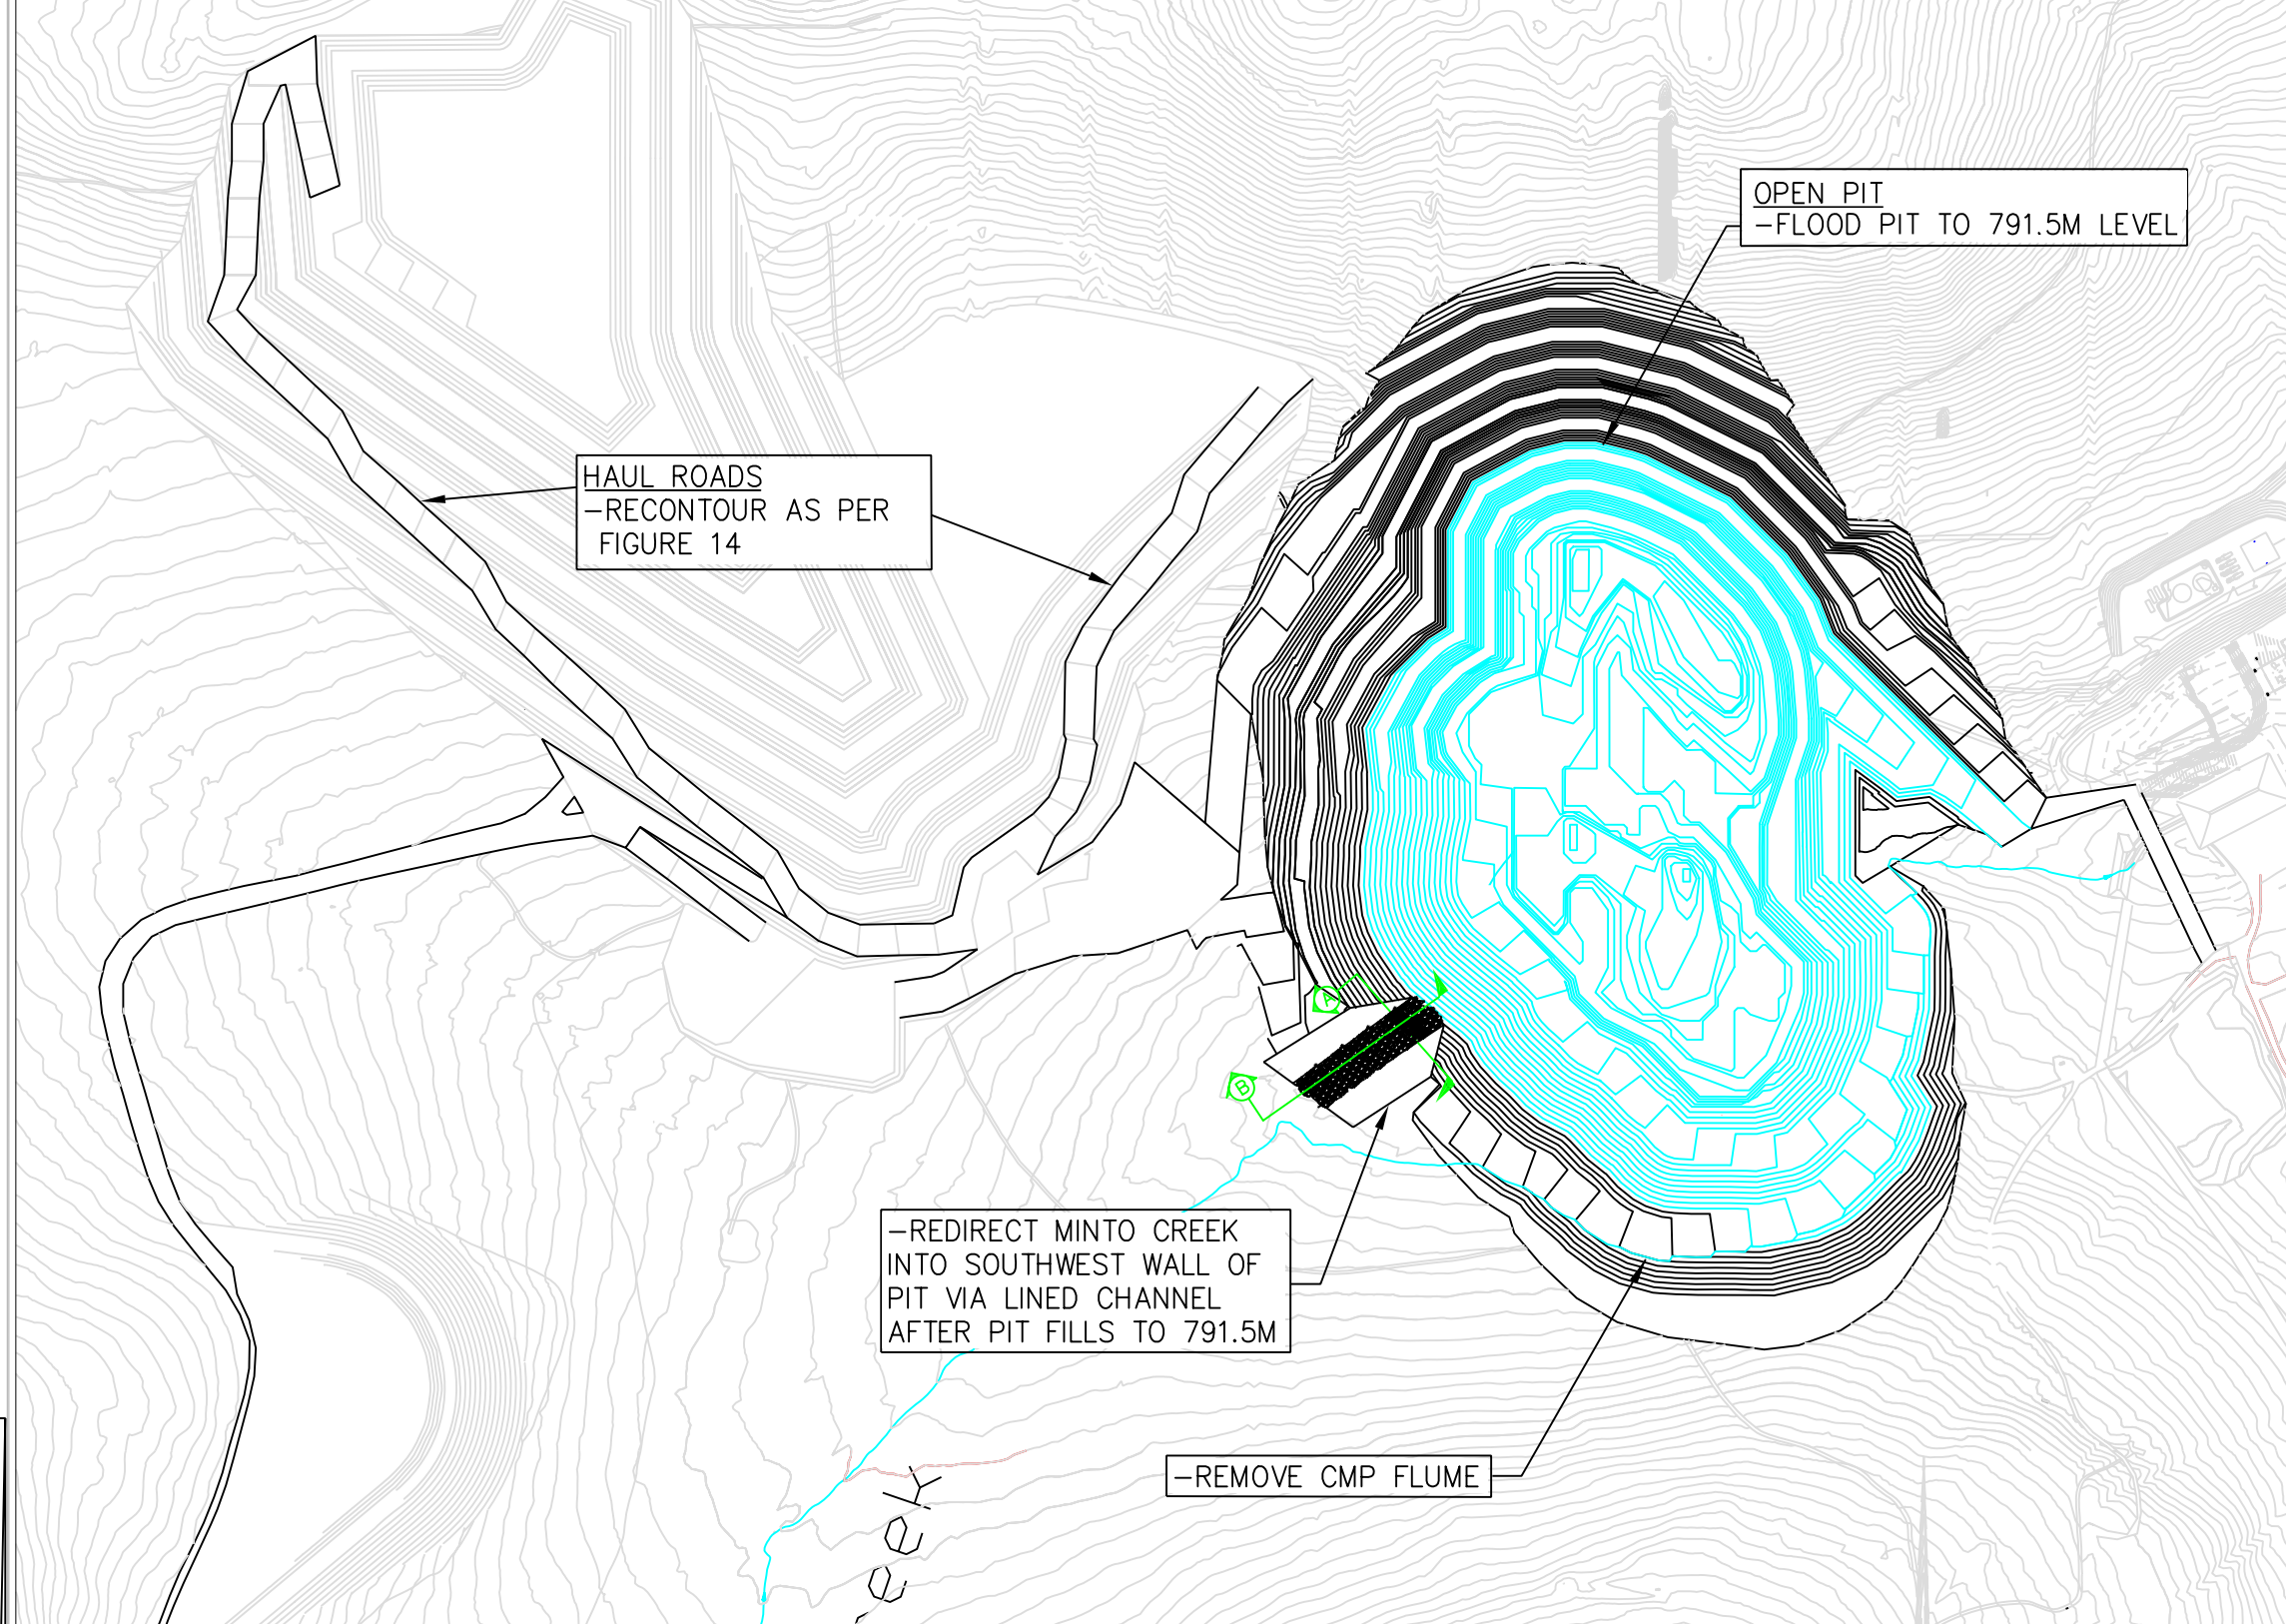 OPEN PIT
-FLOOD PIT TO 791.5M LEVEL
HAUL ROADS
-RECONTOUR AS PER
FIGURE 14
A
B
-REDIRECT MINTO CREEK
INTO SOUTHWEST WALL OF
PIT VIA LINED CHANNEL
AFTER PIT FILLS TO 791.5M
-REMOVE CMP FLUME
eek